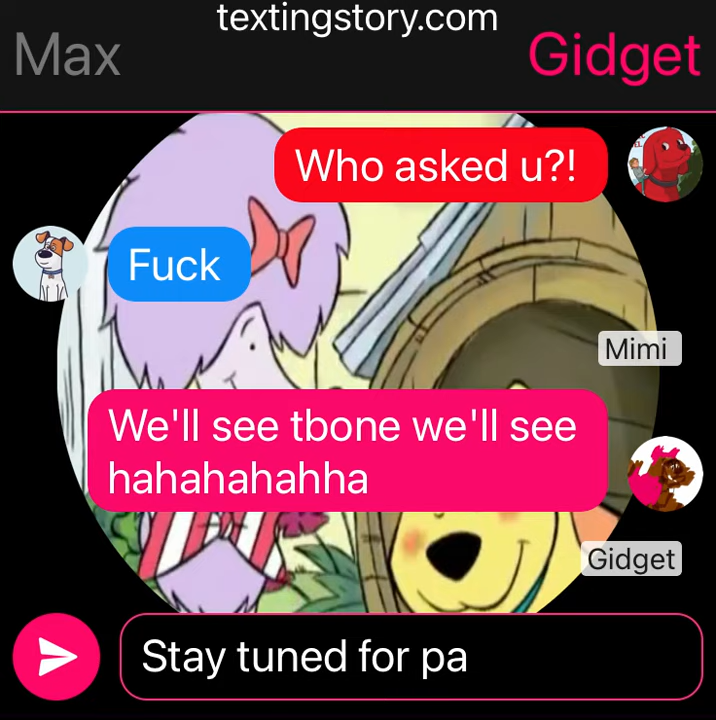 textingstory.com
Max
Gidget
Who asked u?!
Fuck
Mimi
We'll see tbone we'll see
hahahahahha
Gidget
Stay tuned for pa